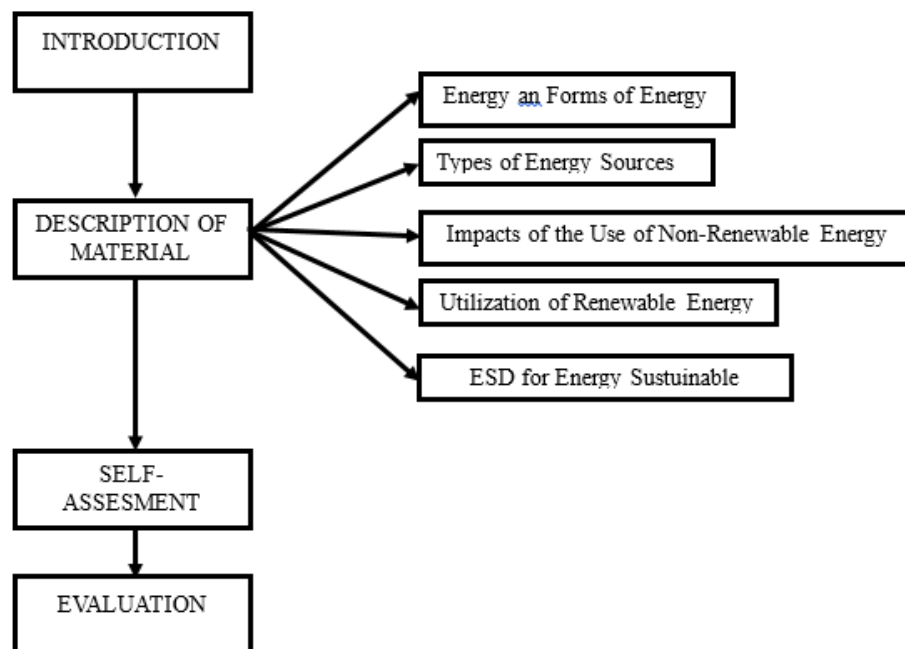 INTRODUCTION
Energy an Forms of Energy
Types of Energy Sources
DESCRIPTION OF
MATERIAL
Impacts of the Use of Non-Renewable Energy
Utilization of Renewable Energy
ESD for Energy Sustuinable
SELF-
ASSESMENT
EVALUATION